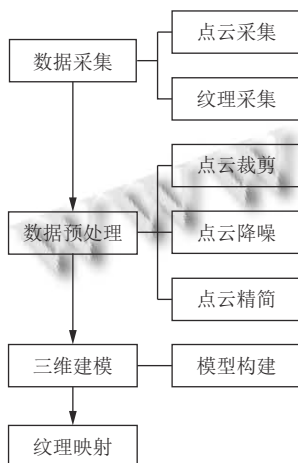 点云采集
数据采集
纹理采集
点云裁剪
数据预处理
点云降噪
点云精简
三维建模
模型构建
纹理映射